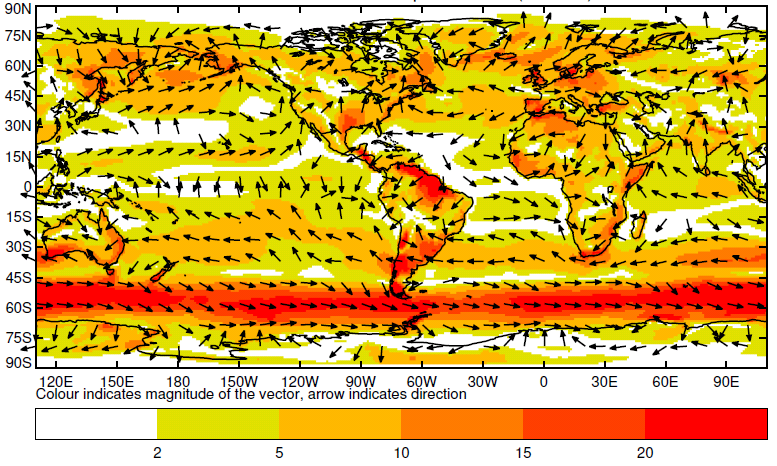 90N
75N
60N
45N
30N
15N
0
15S
30S
45S
60S
75S
90S
120E 150E 180 150W 120W 90W 60W 30W 0 30E 60E 90E
Colour indicates magnitude of the vector, arrow indicates direction
2 5 10 15 20